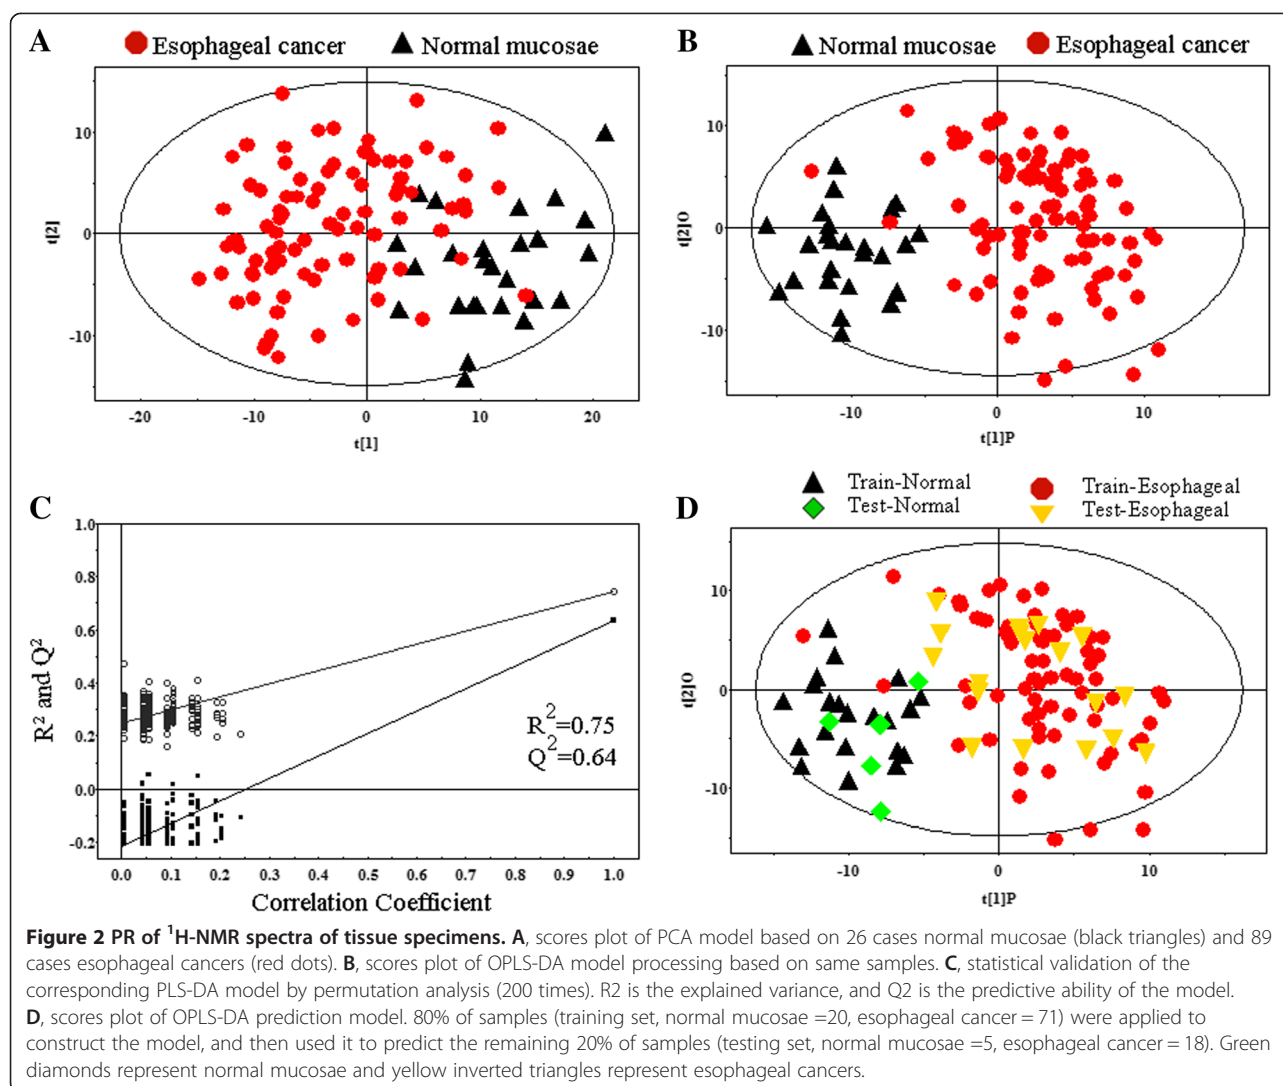 A
Esophageal cancer
Normal mucosae
t[2]
10
0
-10
-20
-10
0
10
20
t[1]
B
Normal mucosae
Esophageal cancer
t[2]O
10
0
-10
-10
0
10
t[1]P
C
R² and Q²
1.0
0.8
0.6
0.4
0.2
0.0
-0.2
R²=0.75
Q²=0.64
0.0 0.1 0.2 0.3 0.4 0.5 0.6 0.7 0.8 0.9 1.0
Correlation Coefficient
D
Train-Normal
Test-Normal
Train-Esophageal
Test-Esophageal
t[2]O
10
0
-10
-10
0
10
t[1]P
Figure 2 PR of ¹H-NMR spectra of tissue specimens. A, scores plot of PCA model based on 26 cases normal mucosae (black triangles) and 89
cases esophageal cancers (red dots). B, scores plot of OPLS-DA model processing based on same samples. C, statistical validation of the
corresponding PLS-DA model by permutation analysis (200 times). R2 is the explained variance, and Q2 is the predictive ability of the model.
D, scores plot of OPLS-DA prediction model. 80% of samples (training set, normal mucosae =20, esophageal cancer = 71) were applied to
construct the model, and then used it to predict the remaining 20% of samples (testing set, normal mucosae =5, esophageal cancer = 18). Green
diamonds represent normal mucosae and yellow inverted triangles represent esophageal cancers.